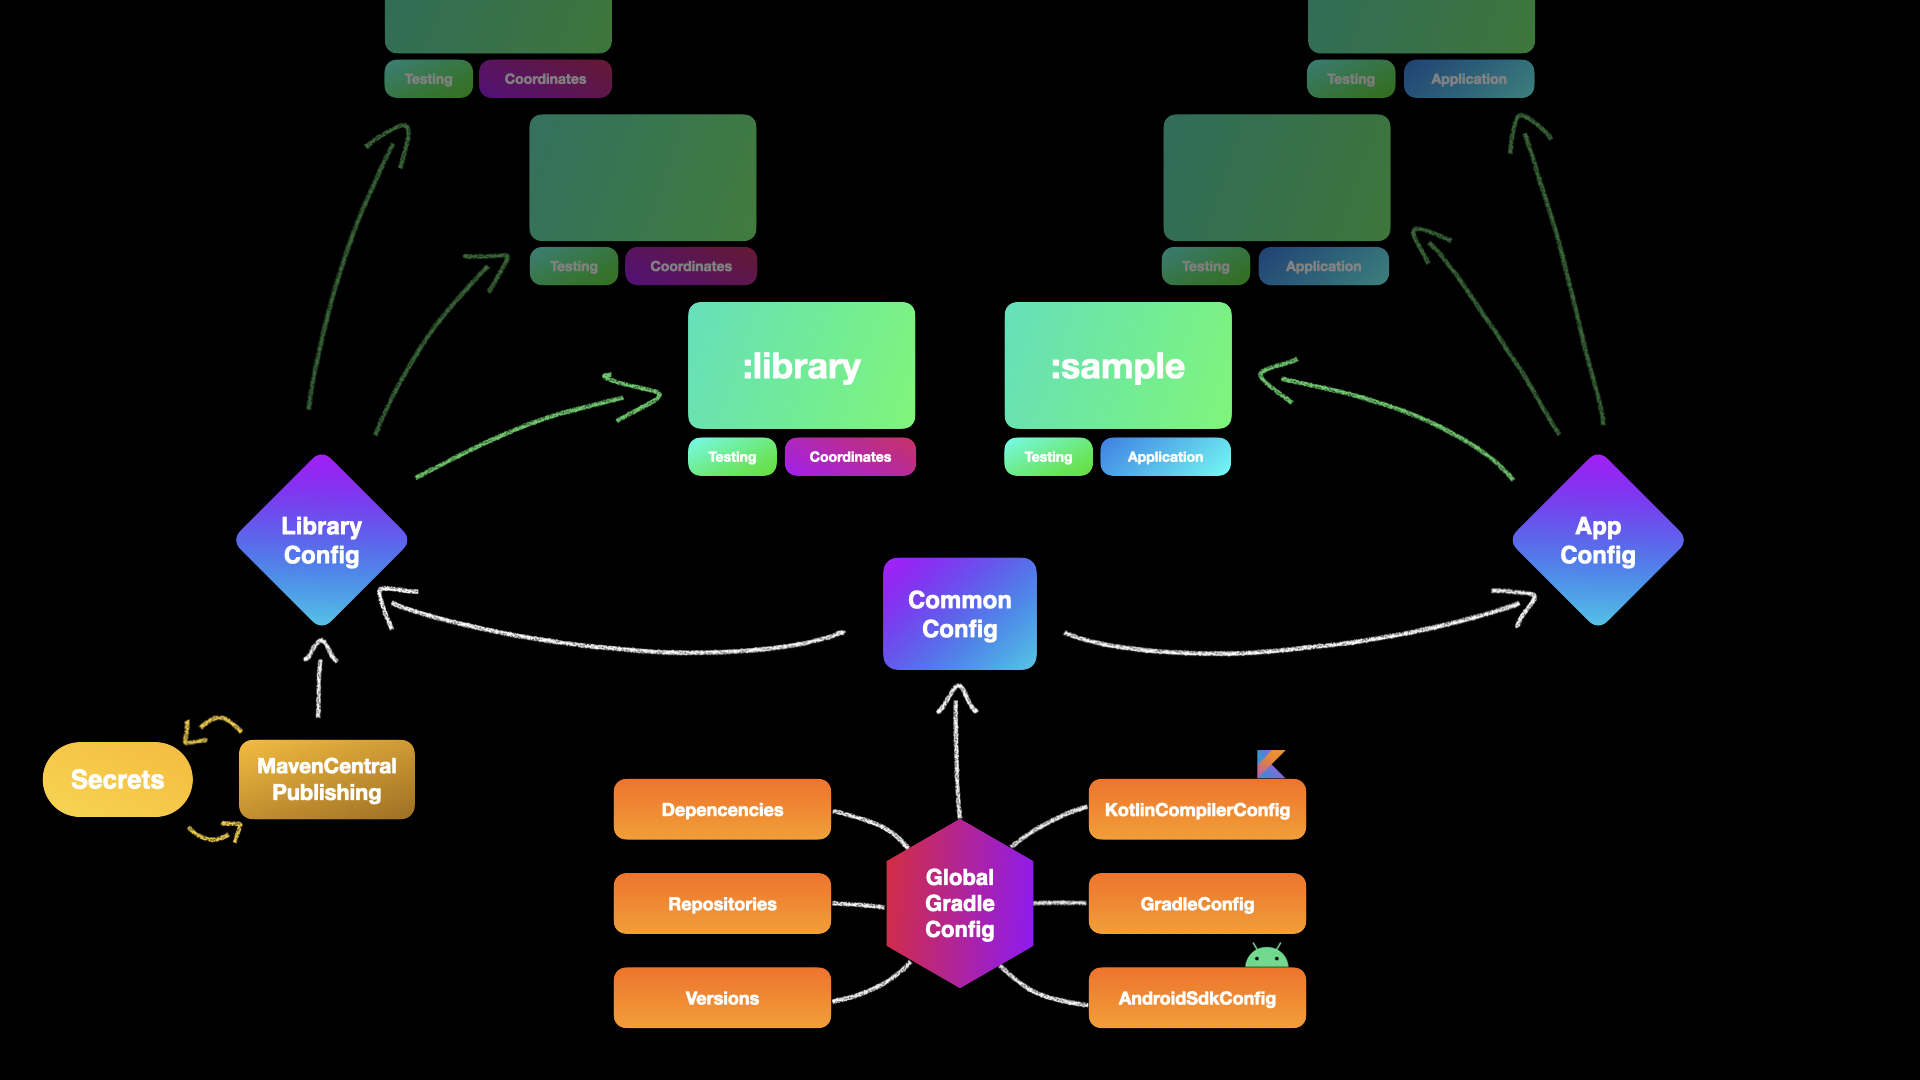 Testing
Coordinates
Testing
Application
Testing
Coordinates
Testing
Application
:library
:sample
Testing
Coordinates
Testing
Application
Library
Config
App
Config
Common
Config
Secrets
MavenCentral
Publishing
Depencencies
KotlinCompilerConfig
Global
Gradle
Config
Repositories
GradleConfig
Versions
AndroidSdkConfig